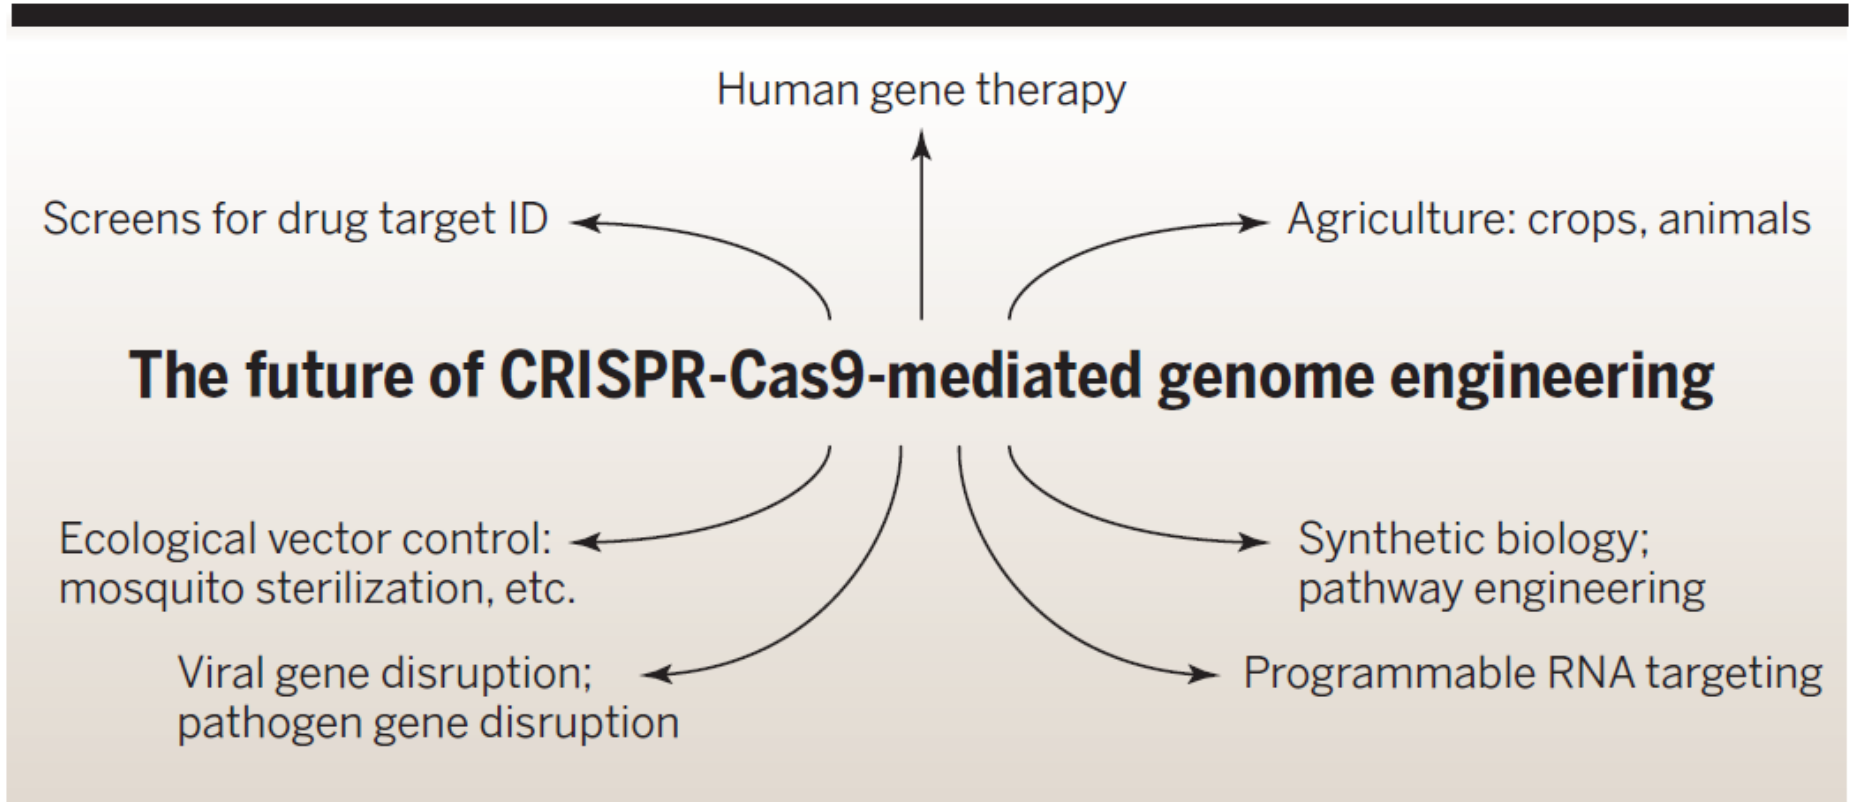 Human gene therapy
Screens for drug target ID
Agriculture: crops, animals
The future of CRISPR-Cas9-mediated genome engineering
Ecological vector control:
mosquito sterilization, etc.
Synthetic biology;
pathway engineering
Viral gene disruption;
pathogen gene disruption
Programmable RNA targeting